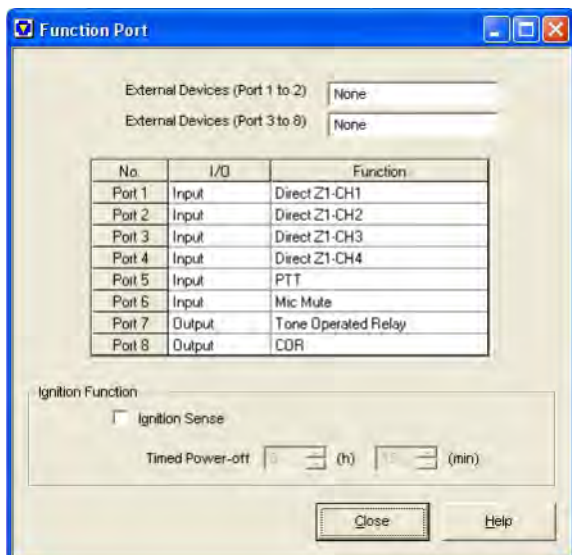 Function Port
External Devices (Port 1 to 2) None
External Devices (Port 3 to 8) None
No. I/O Function
Port 1 Input Direct Z1-CH1
Port 2 Input Direct Z1-CH2
Port 3 Input Direct Z1-CH3
Port 4 Input Direct Z1-CH4
Port 5 Input PTT
Port 6 Input Mic Mute
Port 7 Output Tone Operated Relay
Port 8 Output COR
Ignition Function
Ignition Sense
Timed Power-off (h) (min)
Close Help